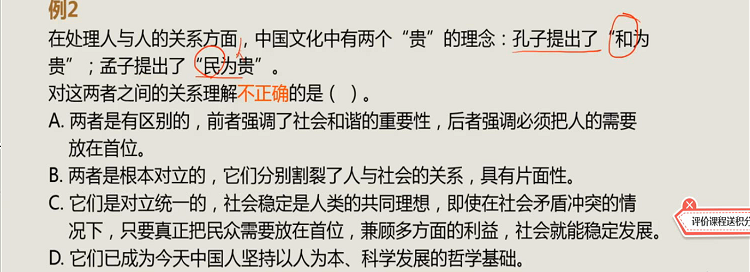 例2
在处理人与人的关系方面，中国文化中有两个“贵”的理念：孔子提出了“和为
贵”；孟子提出了“民为贵”。
对这两者之间的关系理解不正确的是（ ）。
A. 两者是有区别的，前者强调了社会和谐的重要性，后者强调必须把人的需要
放在首位。
B. 两者是根本对立的，它们分别割裂了人与社会的关系，具有片面性。
C. 它们是对立统一的，社会稳定是人类的共同理想，即使在社会矛盾冲突的情
况下，只要真正把民众需要放在首位，兼顾多方面的利益，社会就能稳定发展。
D. 它们已成为今天中国人坚持以人为本、科学发展的哲学基础。
评价课程送积分